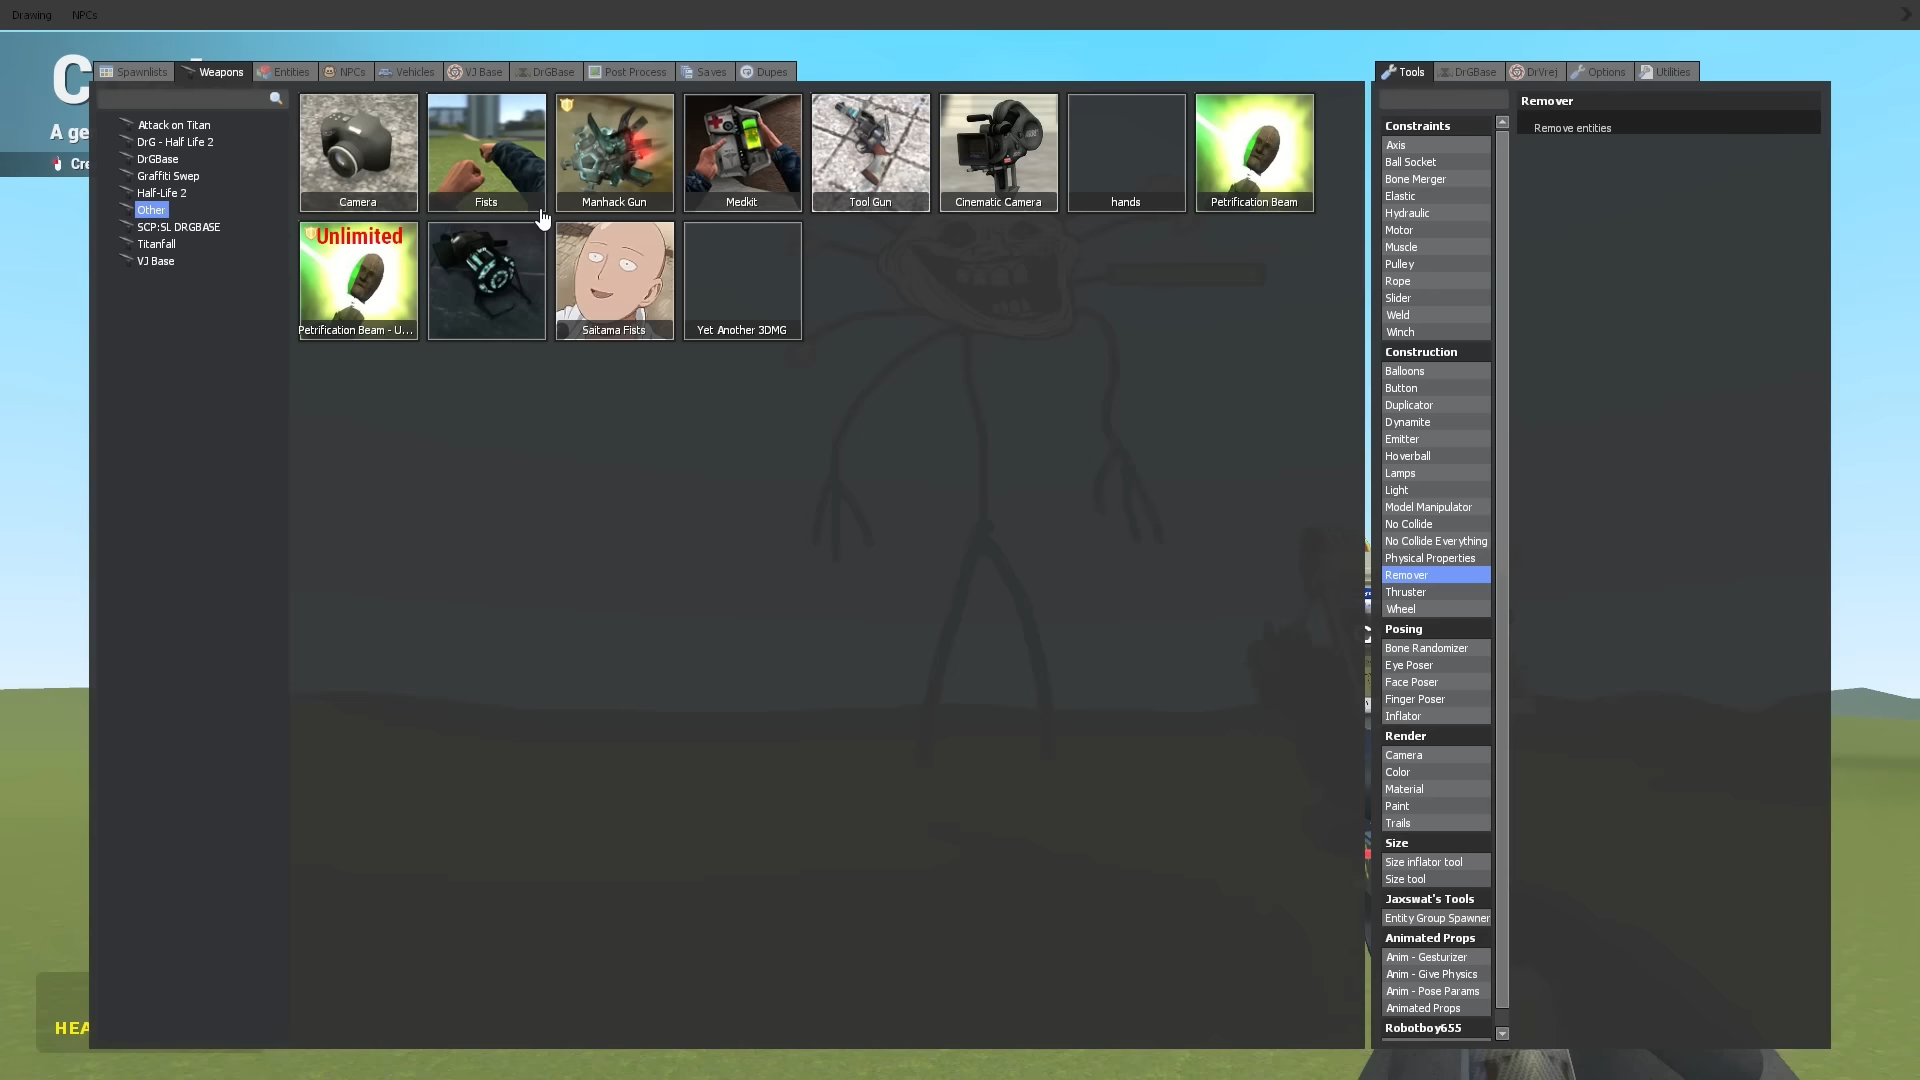 Drawing NPCs
C
A ge
Cre
Spawnlists Weapons Entities NPCs Vehicles VJ Base DrGBase Post Process Saves Dupes
Attack on Titan
DrG - Half Life 2
DrGBase
Graffiti Swep
Half-Life 2
Other
SCP:SL DRGBASE
Titanfall
VJ Base
Camera Fists Manhack Gun Medkit Tool Gun Cinematic Camera hands Petrification Beam
Unlimited
Petrification Beam - U... Saitama Fists Yet Another 3DMG
HEA
Tools DrGBase DrVrej Options Utilities
Constraints
Axis
Ball Socket
Bone Merger
Elastic
Hydraulic
Motor
Muscle
Pulley
Rope
Slider
Weld
Winch
Construction
Balloons
Button
Duplicator
Dynamite
Emitter
Hoverball
Lamps
Light
Model Manipulator
No Collide
No Collide Everything
Physical Properties
Remover
Thruster
Wheel
Posing
Bone Randomizer
Eye Poser
Face Poser
Finger Poser
Inflator
Render
Camera
Color
Material
Paint
Trails
Size
Size inflator tool
Size tool
Jaxswat's Tools
Entity Group Spawner
Animated Props
Anim - Gesturizer
Anim - Give Physics
Anim - Pose Params
Animated Props
Robotboy655
Remover
Remove entities